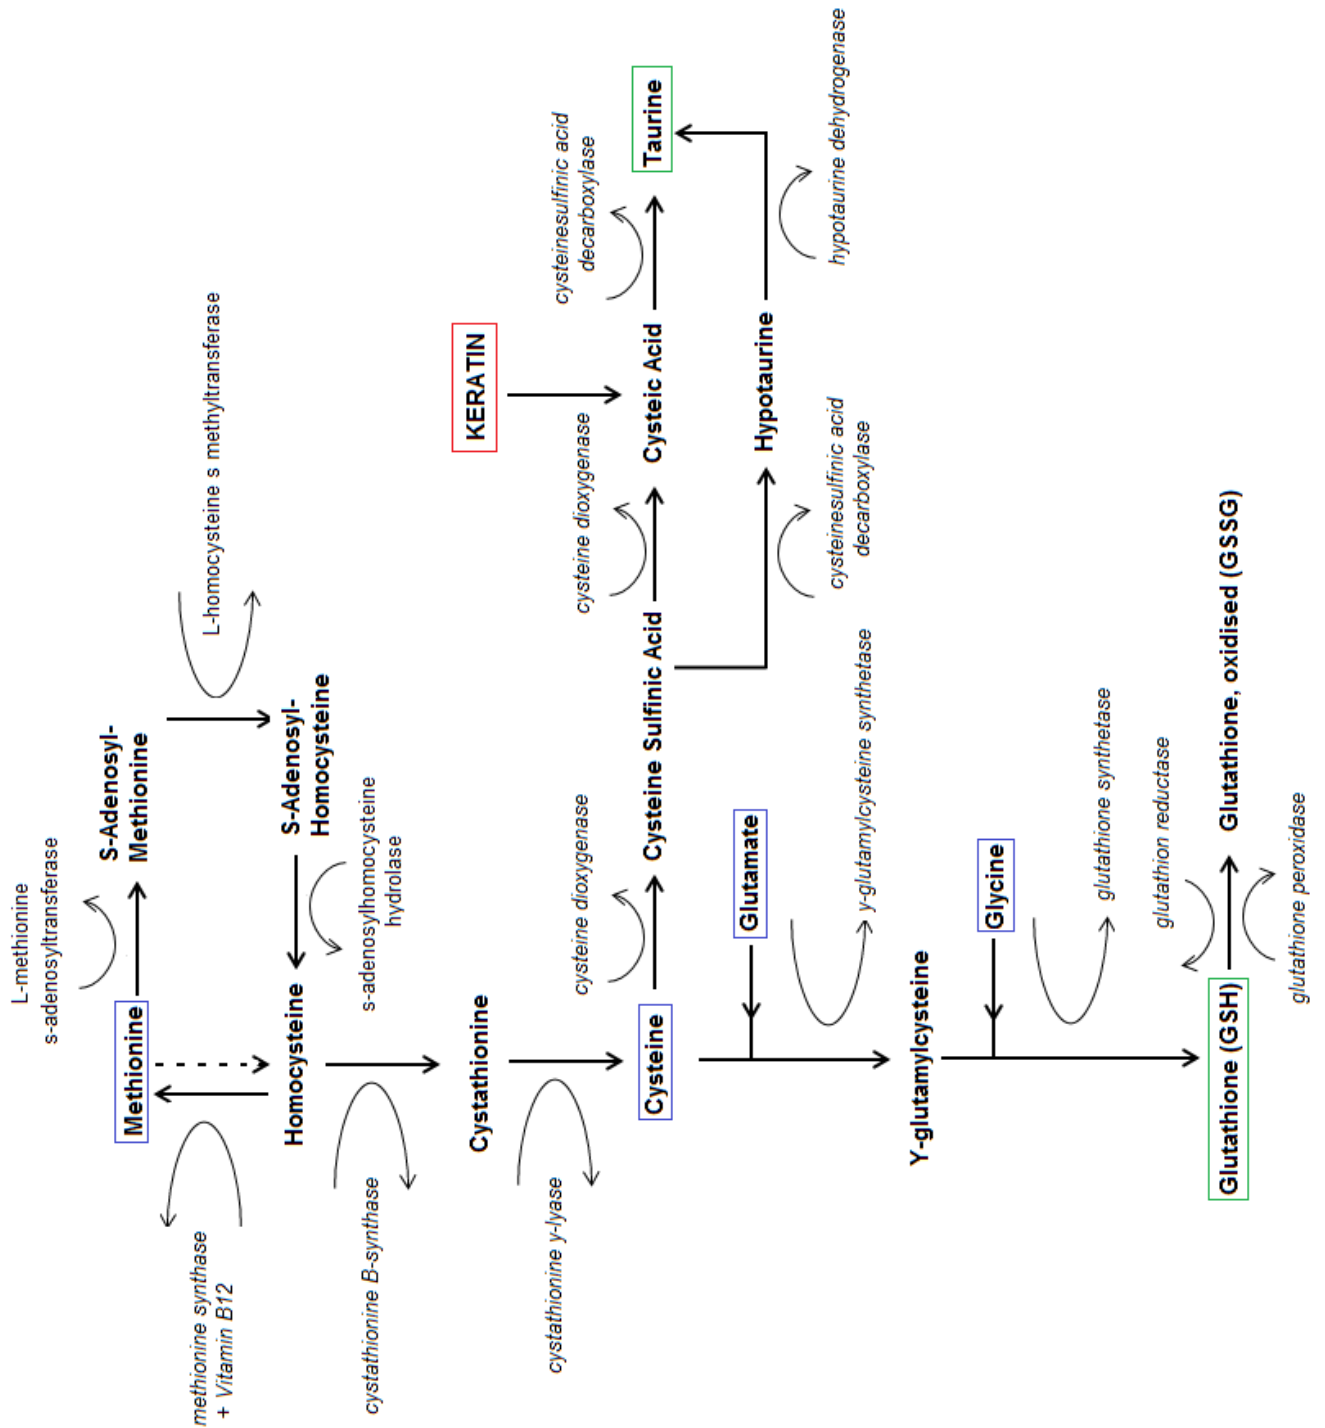 L-methionine
s-adenosyltransferase
Methionine
S-Adenosyl-
Methionine
L-homocysteine s methyltransferase
methionine synthase
+ Vitamin B12
Homocysteine
S-Adenosyl-
Homocysteine
s-adenosylhomocysteine
hydrolase
cystathionine B-synthase
Cystathionine
KERATIN
cystathionine y-lyase
cysteine dioxygenase
cysteine dioxygenase
cysteinesulfinic acid
decarboxylase
Cysteine
Cysteine Sulfinic Acid
Cysteic Acid
Taurine
Glutamate
Hypotaurine
y-glutamylcysteine synthetase
cysteinesulfinic acid
decarboxylase
hypotaurine dehydrogenase
Y-glutamylcysteine
Glycine
glutathione synthetase
glutathion reductase
Glutathione (GSH)
Glutathione, oxidised (GSSG)
glutathione peroxidase